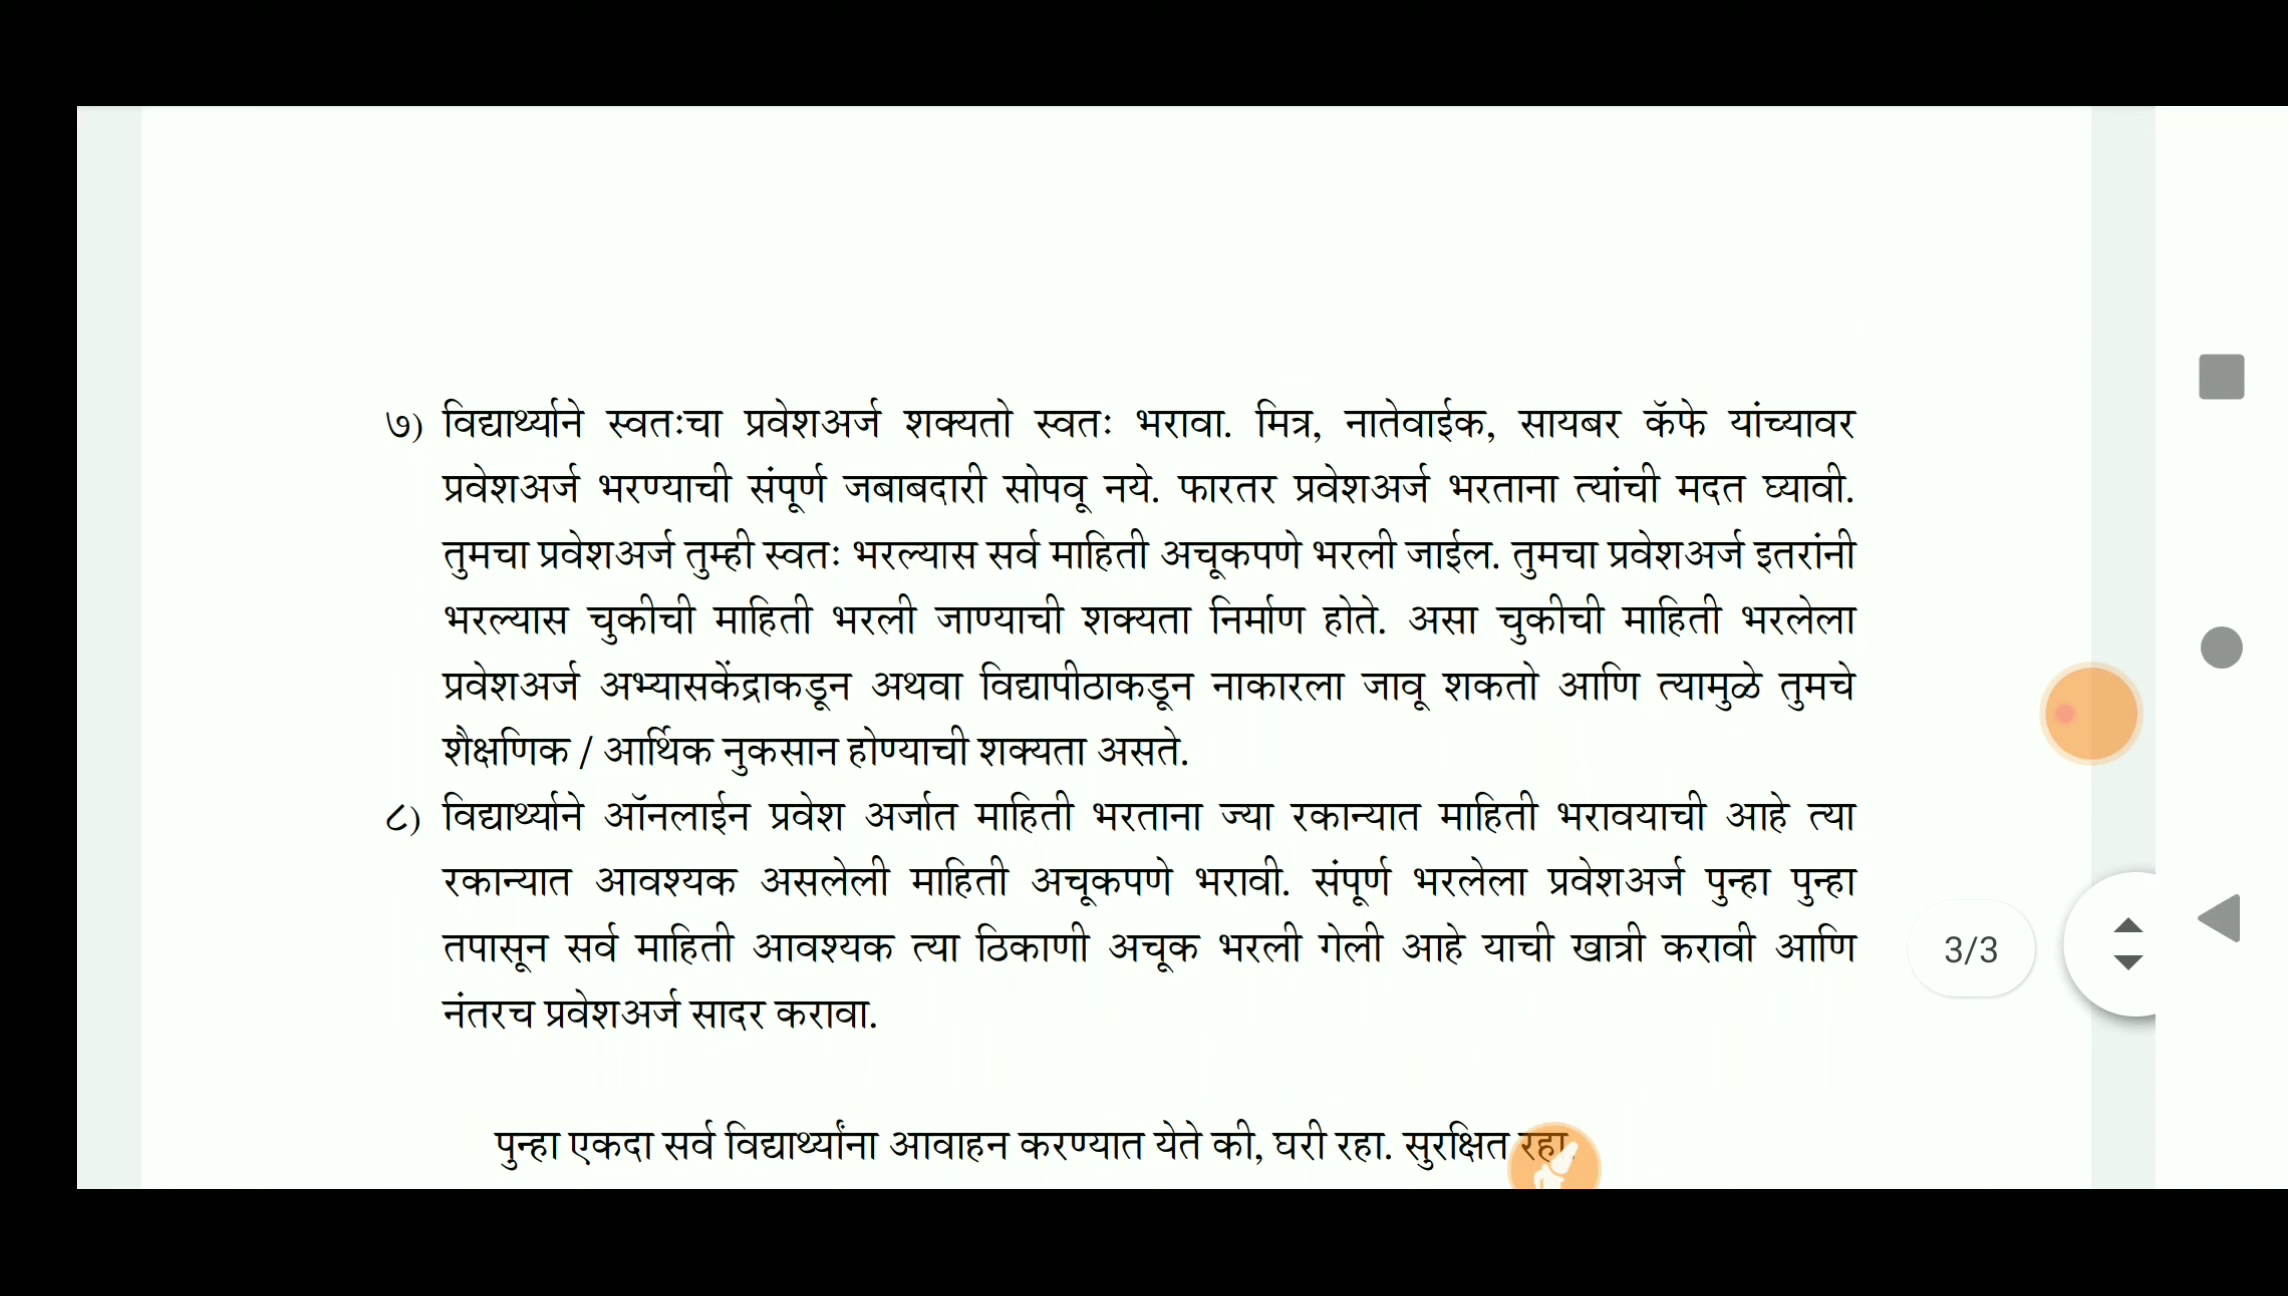 ७) विद्यार्थ्याने स्वतःचा प्रवेशअर्ज शक्यतो स्वतः भरावा. मित्र, नातेवाईक, सायबर कॅफे यांच्यावर
प्रवेशअर्ज भरण्याची संपूर्ण जबाबदारी सोपवू नये. फारतर प्रवेशअर्ज भरताना त्यांची मदत घ्यावी.
तुमचा प्रवेशअर्ज तुम्ही स्वतः भरल्यास सर्व माहिती अचूकपणे भरली जाईल. तुमचा प्रवेशअर्ज इतरांनी
भरल्यास चुकीची माहिती भरली जाण्याची शक्यता निर्माण होते. असा चुकीची माहिती भरलेला
प्रवेशअर्ज अभ्यासकेंद्राकडून अथवा विद्यापीठाकडून नाकारला जावू शकतो आणि त्यामुळे तुमचे
शैक्षणिक / आर्थिक नुकसान होण्याची शक्यता असते.
८) विद्यार्थ्याने ऑनलाईन प्रवेश अर्जात माहिती भरताना ज्या रकान्यात माहिती भरावयाची आहे त्या
रकान्यात आवश्यक असलेली माहिती अचूकपणे भरावी. संपूर्ण भरलेला प्रवेशअर्ज पुन्हा पुन्हा
तपासून सर्व माहिती आवश्यक त्या ठिकाणी अचूक भरली गेली आहे याची खात्री करावी आणि
नंतरच प्रवेशअर्ज सादर करावा.
3/3
पुन्हा एकदा सर्व विद्यार्थ्यांना आवाहन करण्यात येते की, घरी रहा. सुरक्षित रहा.